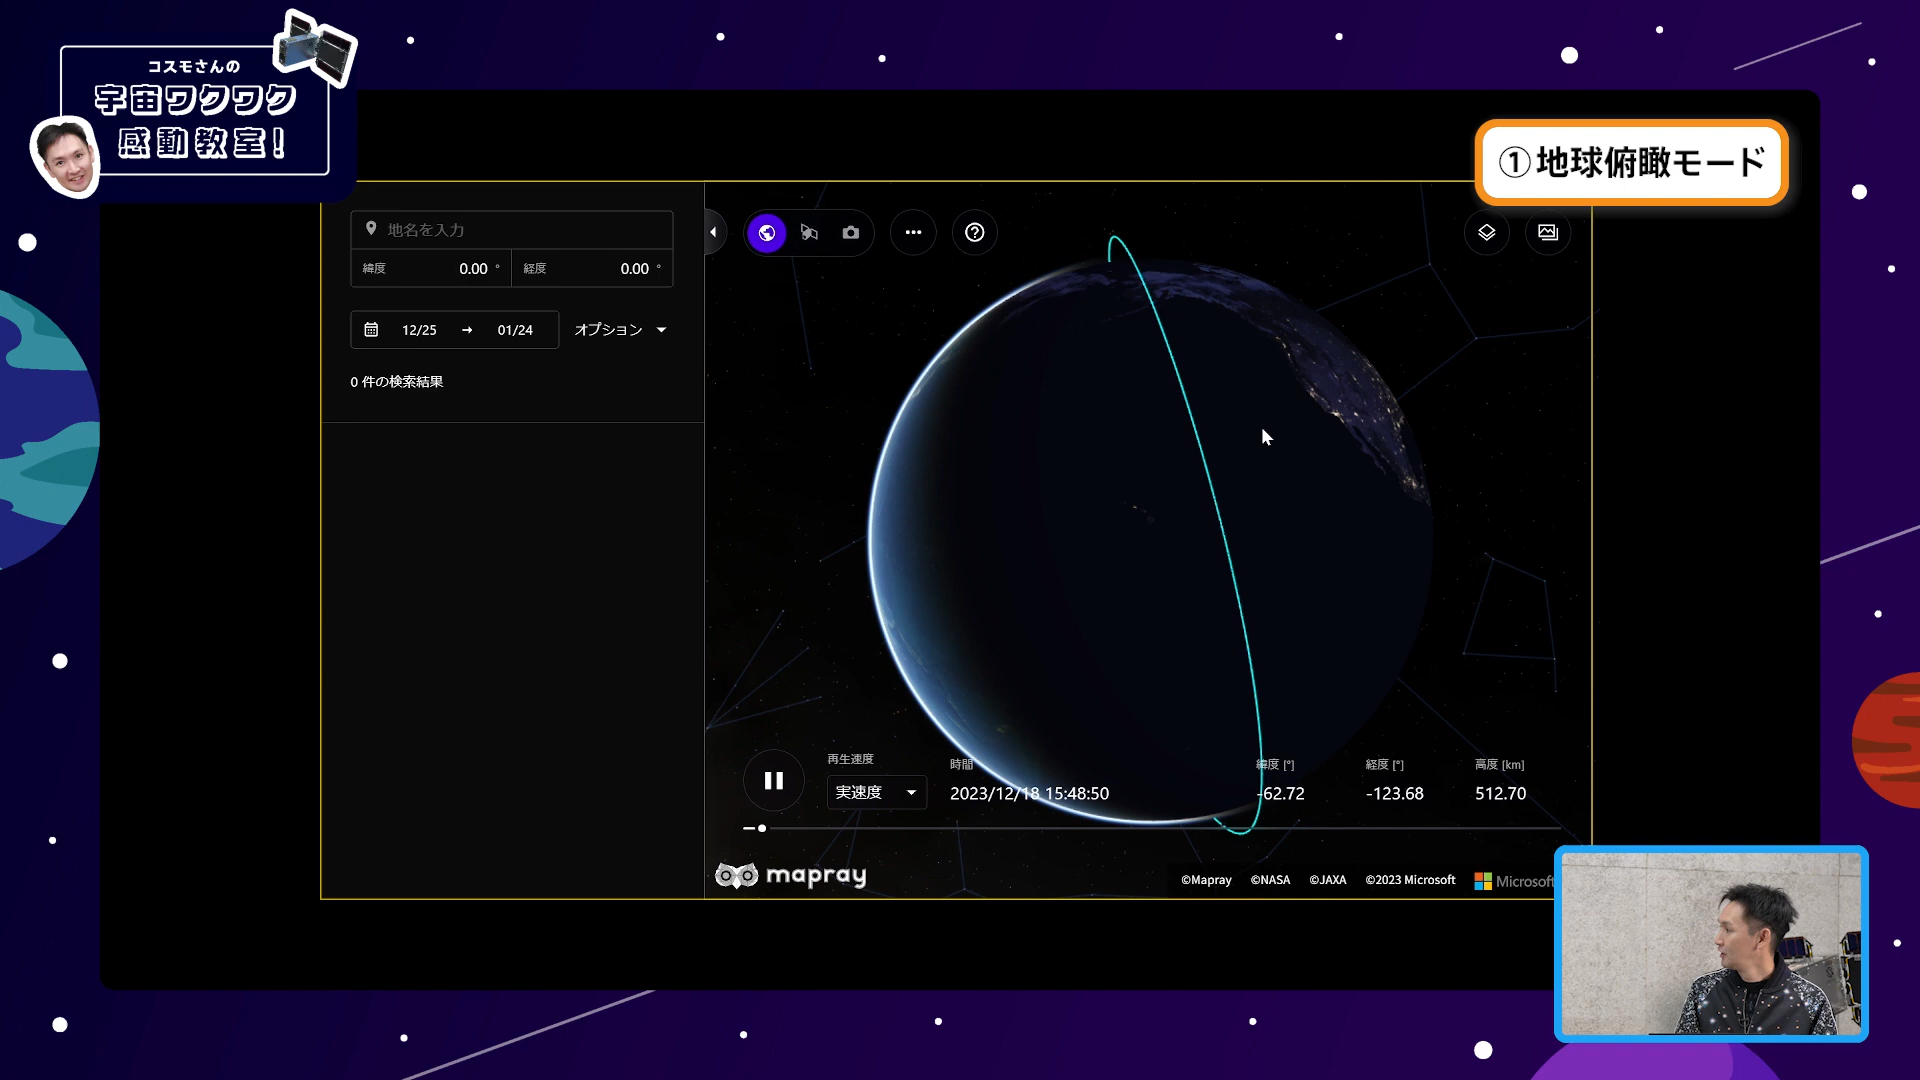 コスモさんの
宇宙ワクワク
感動教室!
①地球俯瞰モード
地名を入力
緯度 0.00 ° 経度 0.00 °
12/25 → 01/24 オプション
0 件の検索結果
再生速度
実速度
時間
2023/12/18 15:48:50
緯度 [°]
-62.72
経度 [°]
-123.68
高度 [km]
512.70
mapray
©Mapray ©NASA ©JAXA ©2023 Microsoft Microsoft